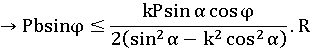 → Pbsinφ ≤ kPsin α cos φ / 2(sin² α − k² cos² α) . R